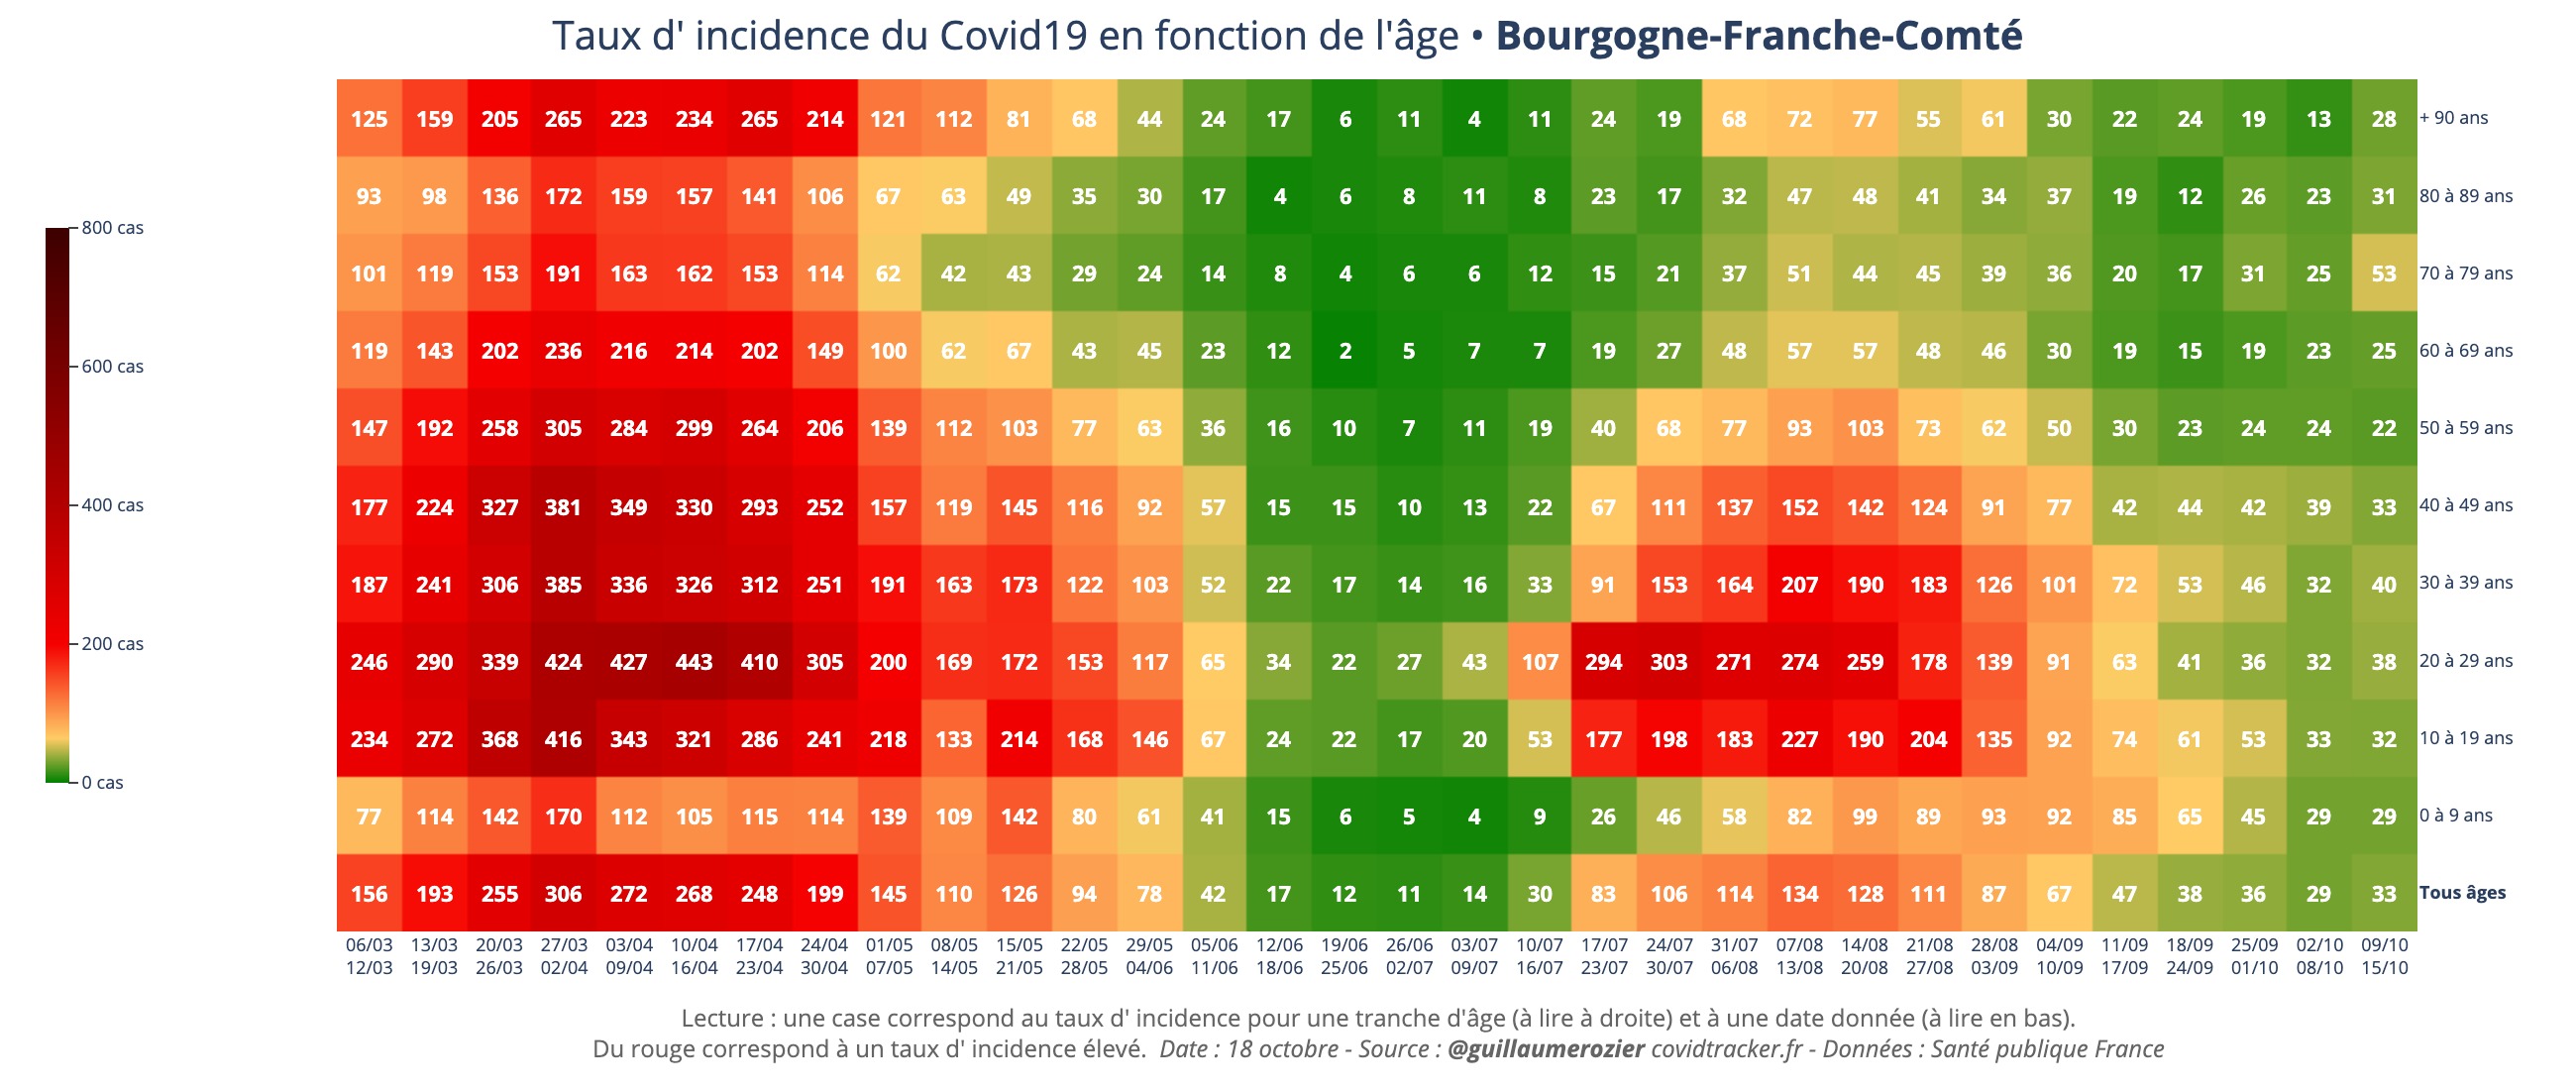 Taux d' incidence du Covid19 en fonction de l'âge • Bourgogne-Franche-Comté
800 cas
600 cas
400 cas
200 cas
0 cas
125 159 205 265 223 234 265 214 121 112 81 68 44 24 17 6 11 4 11 24 19 68 72 77 55 61 30 22 24 19 13 28 + 90 ans
93 98 136 172 159 157 141 106 67 63 49 35 30 17 4 6 8 11 8 23 17 32 47 48 41 34 37 19 12 26 23 31 80 à 89 ans
101 119 153 191 163 162 153 114 62 42 43 29 24 14 8 4 6 6 12 15 21 37 51 44 45 39 36 20 17 31 25 53 70 à 79 ans
119 143 202 236 216 214 202 149 100 62 67 43 45 23 12 2 5 7 7 19 27 48 57 57 48 46 30 19 15 19 23 25 60 à 69 ans
147 192 258 305 284 299 264 206 139 112 103 77 63 36 16 10 7 11 19 40 68 77 93 103 73 62 50 30 23 24 24 22 50 à 59 ans
177 224 327 381 349 330 293 252 157 119 145 116 92 57 15 15 10 13 22 67 111 137 152 142 124 91 77 42 44 42 39 33 40 à 49 ans
187 241 306 385 336 326 312 251 191 163 173 122 103 52 22 17 14 16 33 91 153 164 207 190 183 126 101 72 53 46 32 40 30 à 39 ans
246 290 339 424 427 443 410 305 200 169 172 153 117 65 34 22 27 43 107 294 303 271 274 259 178 139 91 63 41 36 32 38 20 à 29 ans
234 272 368 416 343 321 286 241 218 133 214 168 146 67 24 22 17 20 53 177 198 183 227 190 204 135 92 74 61 53 33 32 10 à 19 ans
77 114 142 170 112 105 115 114 139 109 142 80 61 41 15 6 5 4 9 26 46 58 82 99 89 93 92 85 65 45 29 29 0 à 9 ans
156 193 255 306 272 268 248 199 145 110 126 94 78 42 17 12 11 14 30 83 106 114 134 128 111 87 67 47 38 36 29 33 Tous âges
06/03 13/03 20/03 27/03 03/04 10/04 17/04 24/04 01/05 08/05 15/05 22/05 29/05 05/06 12/06 19/06 26/06 03/07 10/07 17/07 24/07 31/07 07/08 14/08 21/08 28/08 04/09 11/09 18/09 25/09 02/10 09/10
12/03 19/03 26/03 02/04 09/04 16/04 23/04 30/04 07/05 14/05 21/05 28/05 04/06 11/06 18/06 25/06 02/07 09/07 16/07 23/07 30/07 06/08 13/08 20/08 27/08 03/09 10/09 17/09 24/09 01/10 08/10 15/10
Lecture : une case correspond au taux d' incidence pour une tranche d'âge (à lire à droite) et à une date donnée (à lire en bas).
Du rouge correspond à un taux d' incidence élevé. Date : 18 octobre - Source : @guillaumerozier covidtracker.fr - Données : Santé publique France